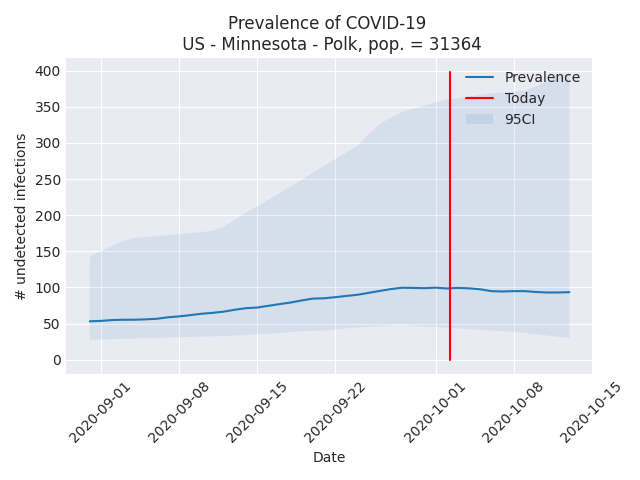 Prevalence of COVID-19
US - Minnesota - Polk, pop. = 31364
400
350
300
250
200
150
100
50
0
# undetected infections
Prevalence
Today
95CI
2020-09-01
2020-09-08
2020-09-15
2020-09-22
2020-10-01
2020-10-08
2020-10-15
Date